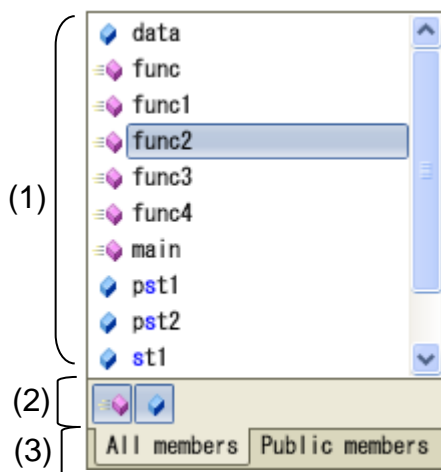 data
func
func1
func2
func3
func4
main
pst1
pst2
st1
(1)
(2)
(3)
All members Public members